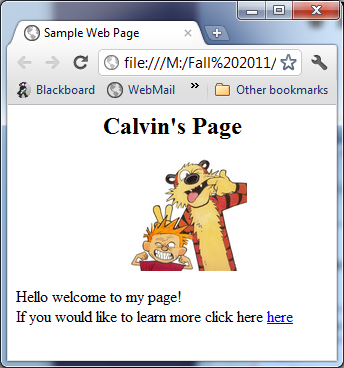 Sample Web Page
file:///M:/Fall%202011/
Blackboard WebMail » Other bookmarks
Calvin's Page
Hello welcome to my page!
If you would like to learn more click here here